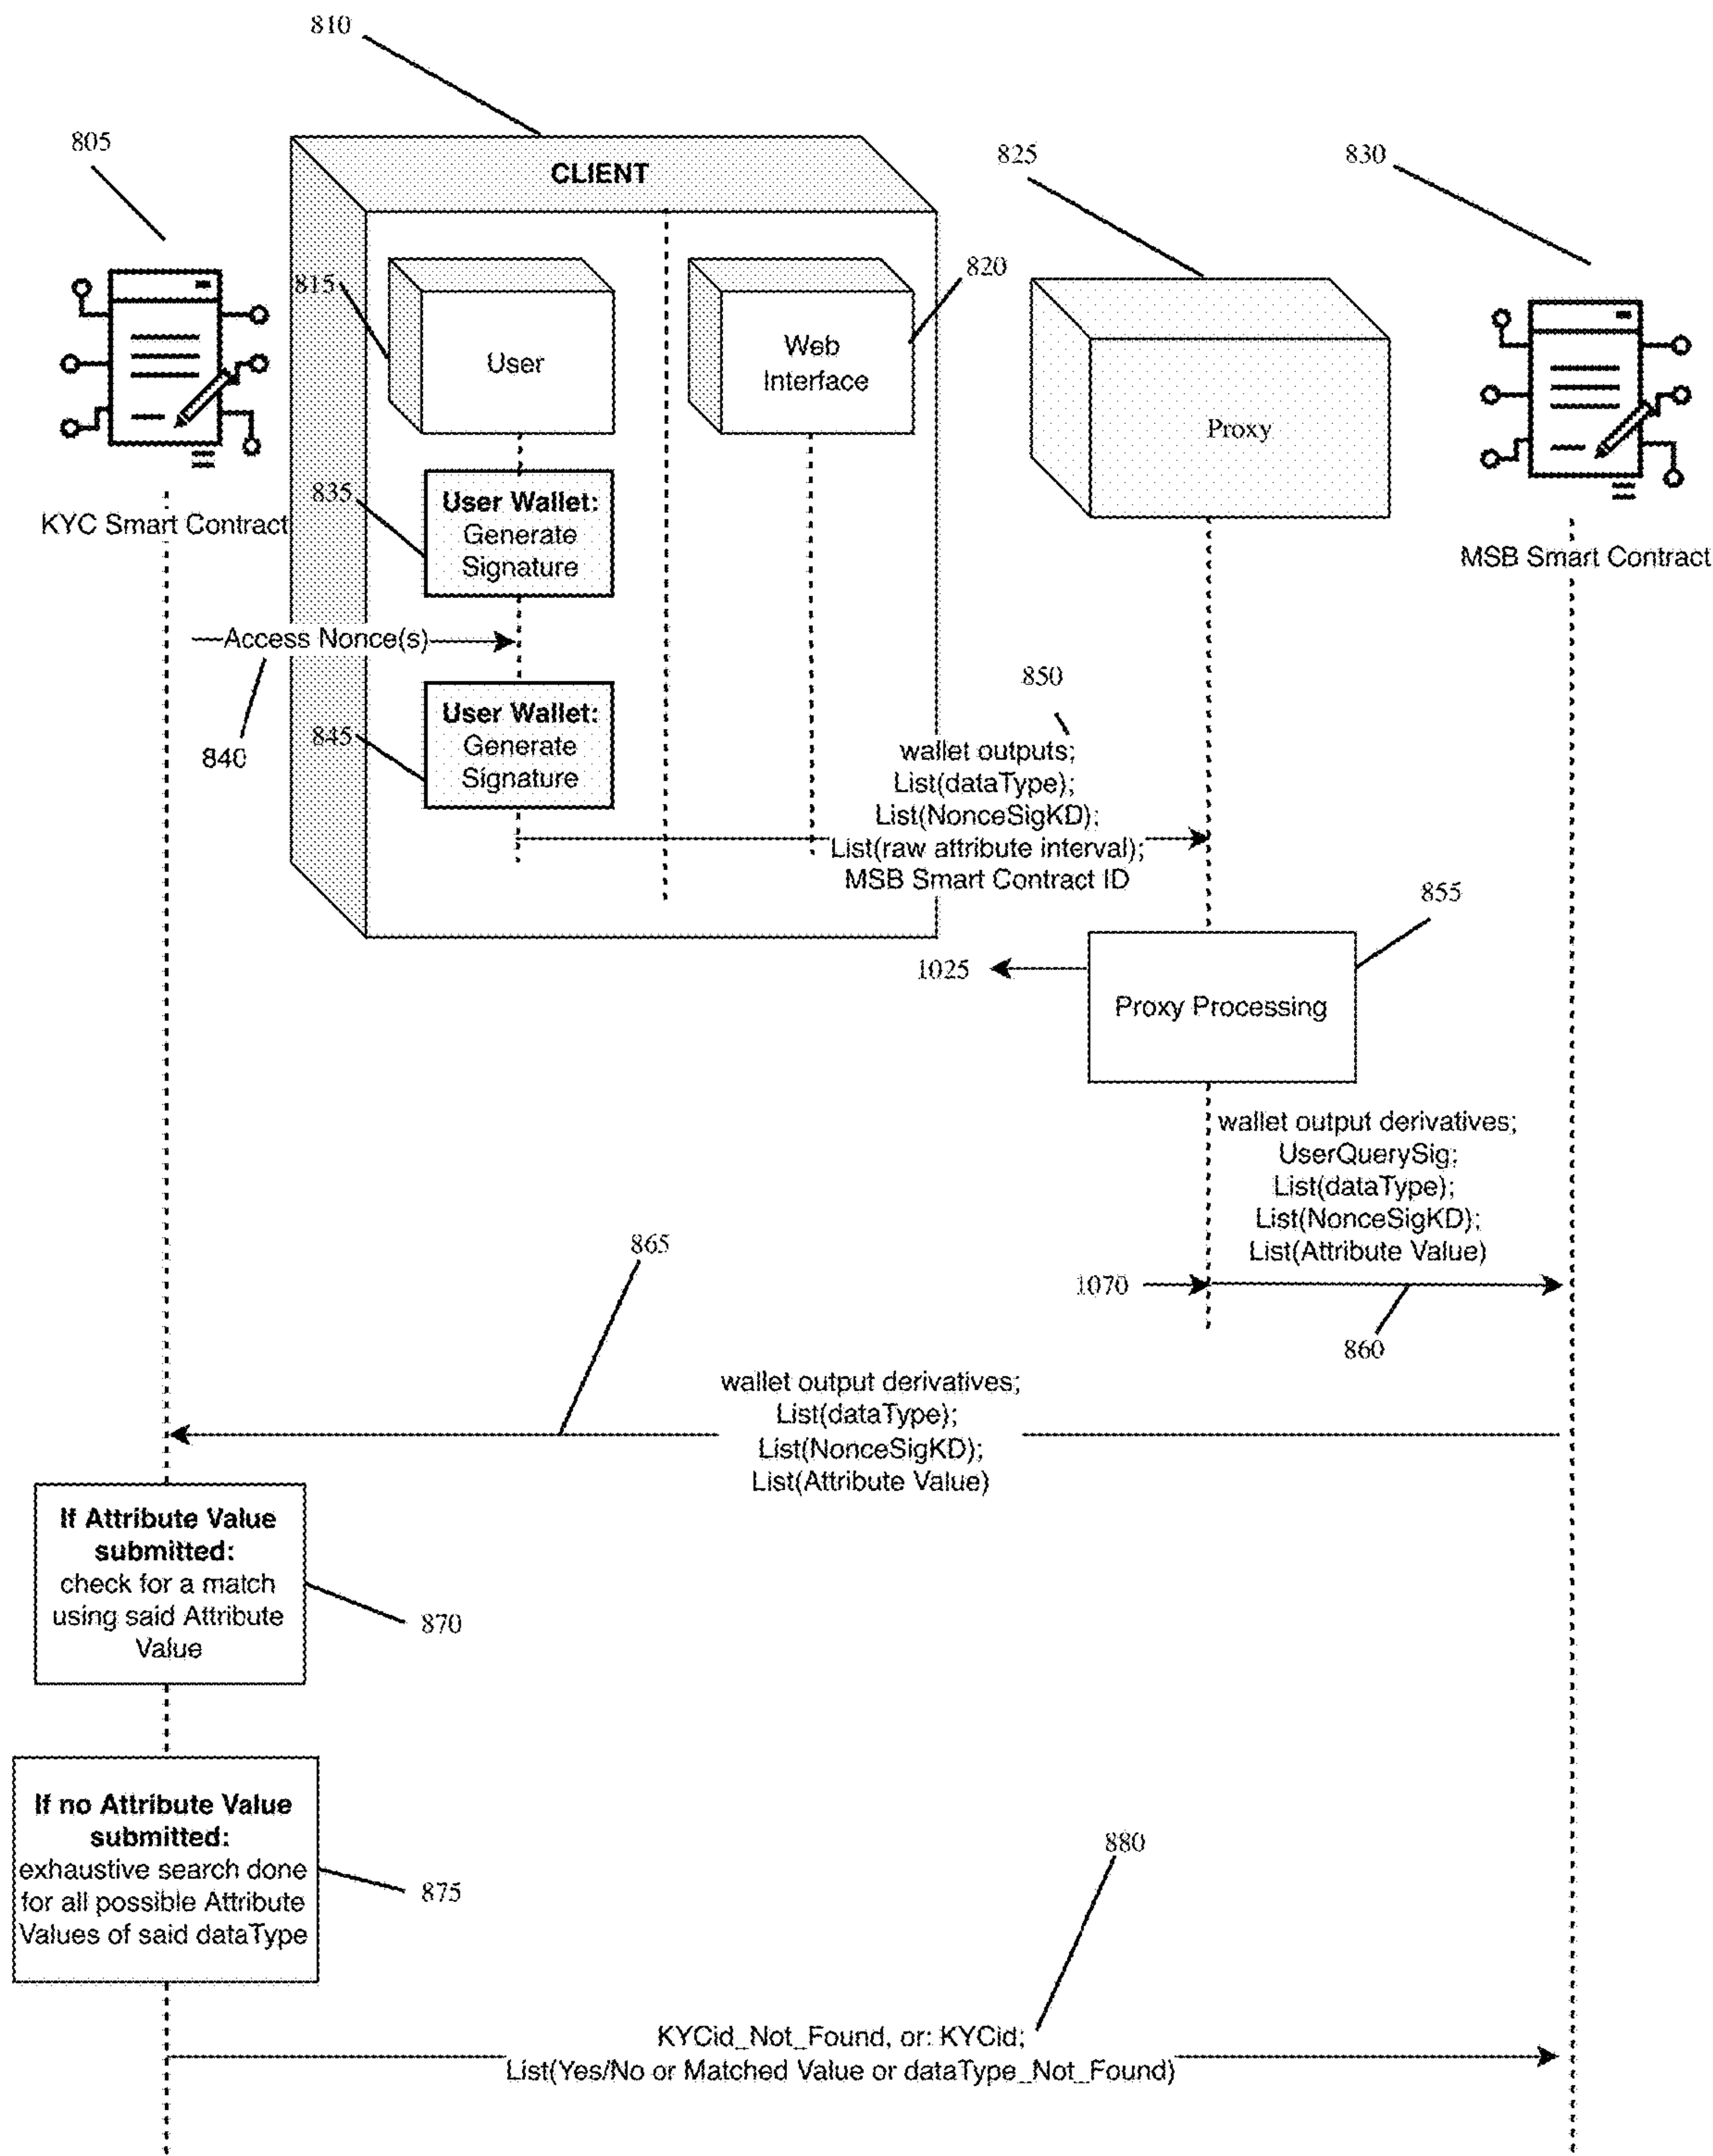 810
805
CLIENT
825
830
815
820
User
Web
Interface
Proxy
835
User Wallet:
Generate
Signature
KYC Smart Contract
MSB Smart Contract
Access Nonce(s)
840
845
User Wallet:
Generate
Signature
850
wallet outputs;
List(dataType);
List(NonceSigKD);
List(raw attribute interval);
MSB Smart Contract ID
855
1025
Proxy Processing
wallet output derivatives;
UserQuerySig;
List(dataType);
List(NonceSigKD);
List(Attribute Value)
865
1070
860
wallet output derivatives;
List(dataType);
List(NonceSigKD);
List(Attribute Value)
If Attribute Value
submitted:
check for a match
using said Attribute
Value
870
If no Attribute Value
submitted:
exhaustive search done
for all possible Attribute
Values of said dataType
875
880
KYCid_Not_Found, or: KYCid;
List(Yes/No or Matched Value or dataType_Not_Found)